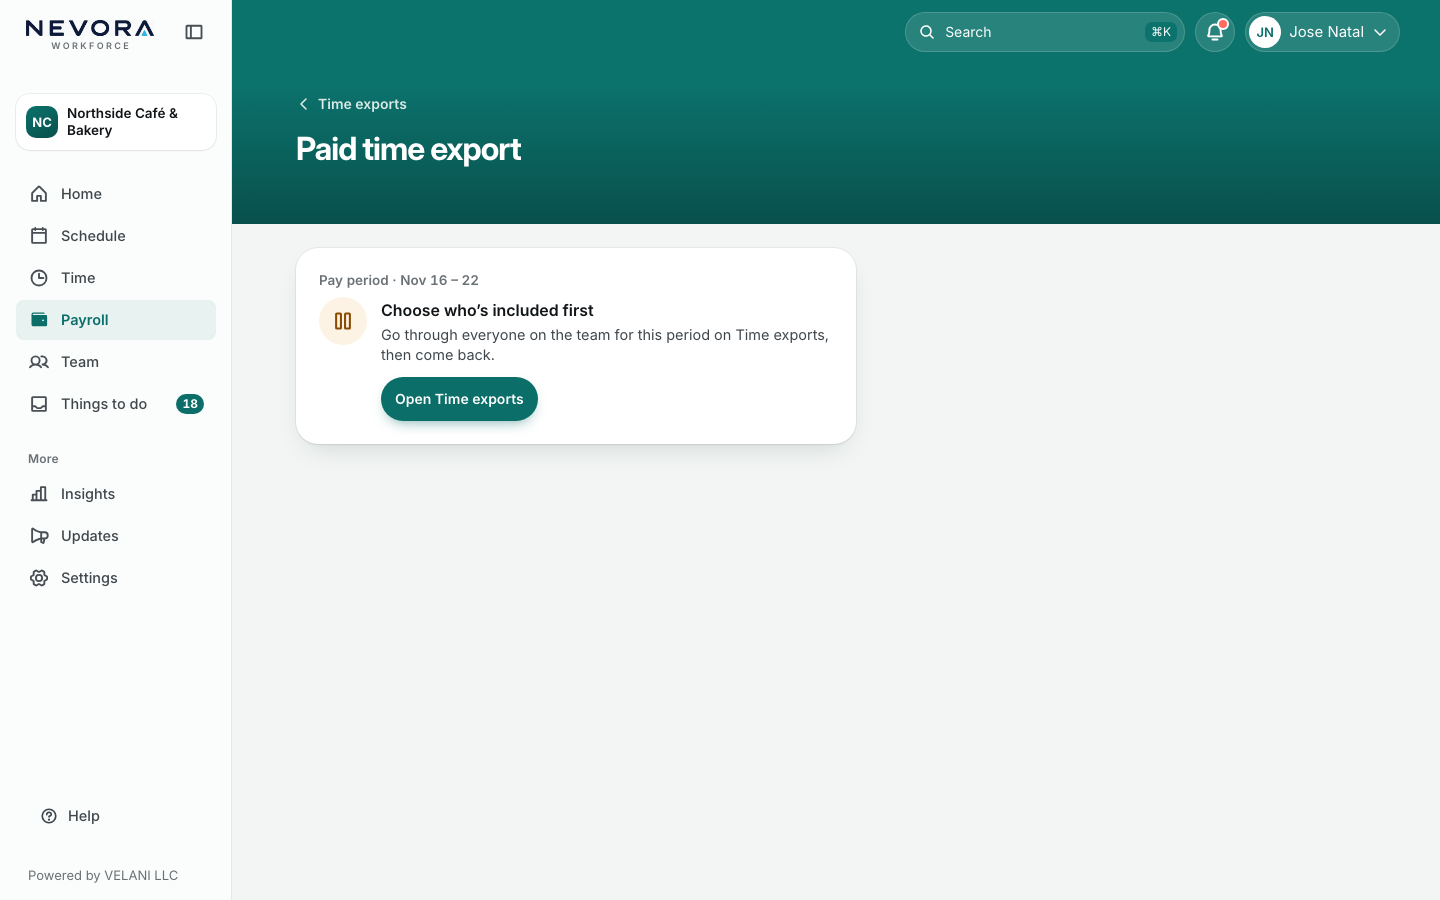 NEVORA
WORKFORCE
Search
⌘K
JN
Jose Natal
NC
Northside Café &
Bakery
Home
Schedule
Time
Payroll
Team
Things to do
18
More
Insights
Updates
Settings
Help
Powered by VELANI LLC
Time exports
Paid time export
Pay period · Nov 16 – 22
Choose who’s included first
Go through everyone on the team for this period on Time exports,
then come back.
Open Time exports